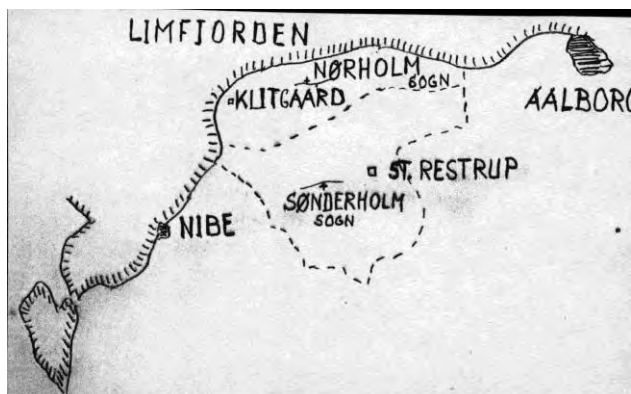 LIMFJORDEN
NØRHOLM
SOGN
KLITGAARD
AALBORG
ST. RESTRUP
SØNDERHOLM
SOGN
NIBE